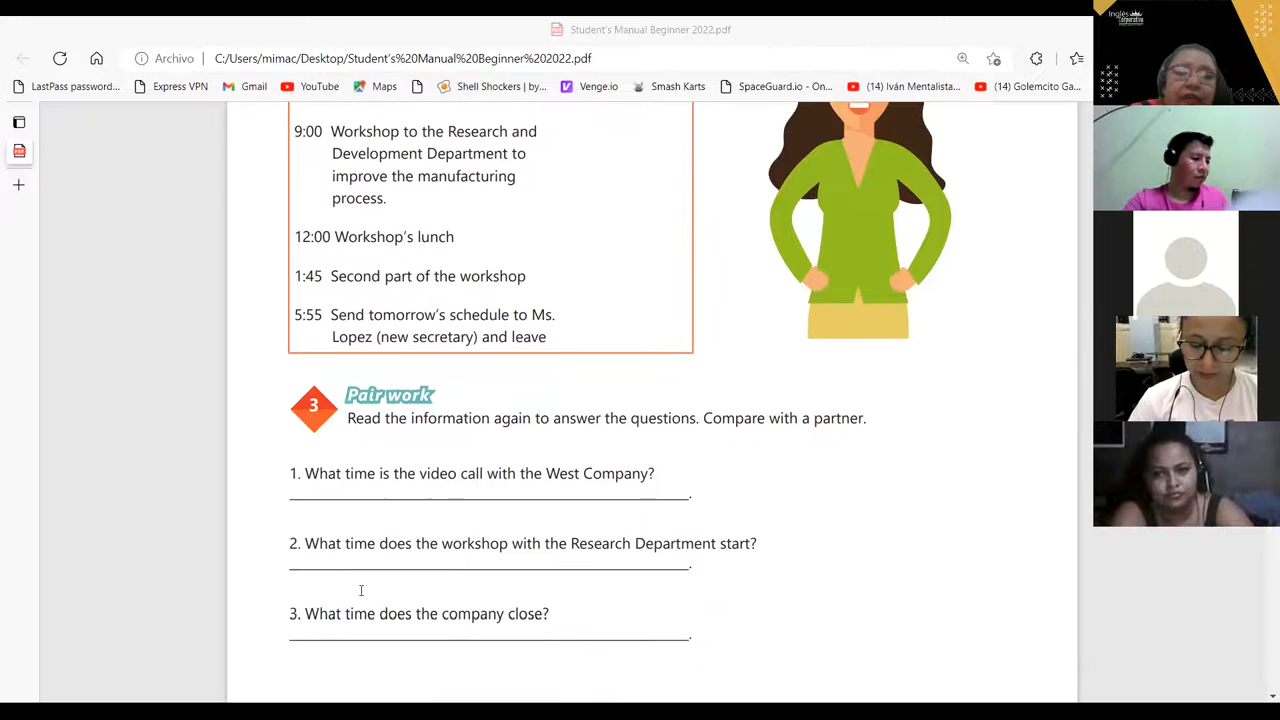 Student's Manual Beginner 2022.pdf
Archivo C:/Users/mimac/Desktop/Student's%20Manual%20Beginner%202022.pdf
LastPass password... Express VPN Gmail YouTube Maps Shell Shockers | by... Venge.io Smash Karts SpaceGuard.io - On... (14) Iván Mentalista... (14) Golemcito Ga...
Inglés
Corporativo
9:00 Workshop to the Research and
Development Department to
improve the manufacturing
process.
12:00 Workshop's lunch
1:45 Second part of the workshop
5:55 Send tomorrow's schedule to Ms.
Lopez (new secretary) and leave
3 Pair work
Read the information again to answer the questions. Compare with a partner.
1. What time is the video call with the West Company?
2. What time does the workshop with the Research Department start?
3. What time does the company close?